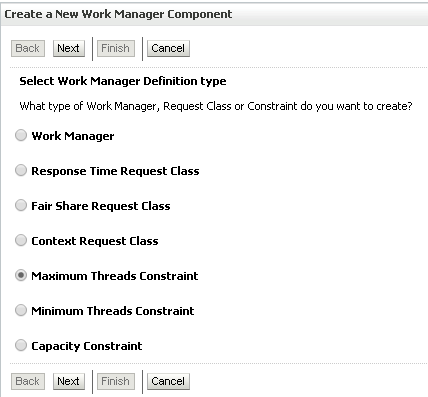 Create a New Work Manager Component
Back Next Finish Cancel
Select Work Manager Definition type
What type of Work Manager, Request Class or Constraint do you want to create?
Work Manager
Response Time Request Class
Fair Share Request Class
Context Request Class
Maximum Threads Constraint
Minimum Threads Constraint
Capacity Constraint
Back Next Finish Cancel